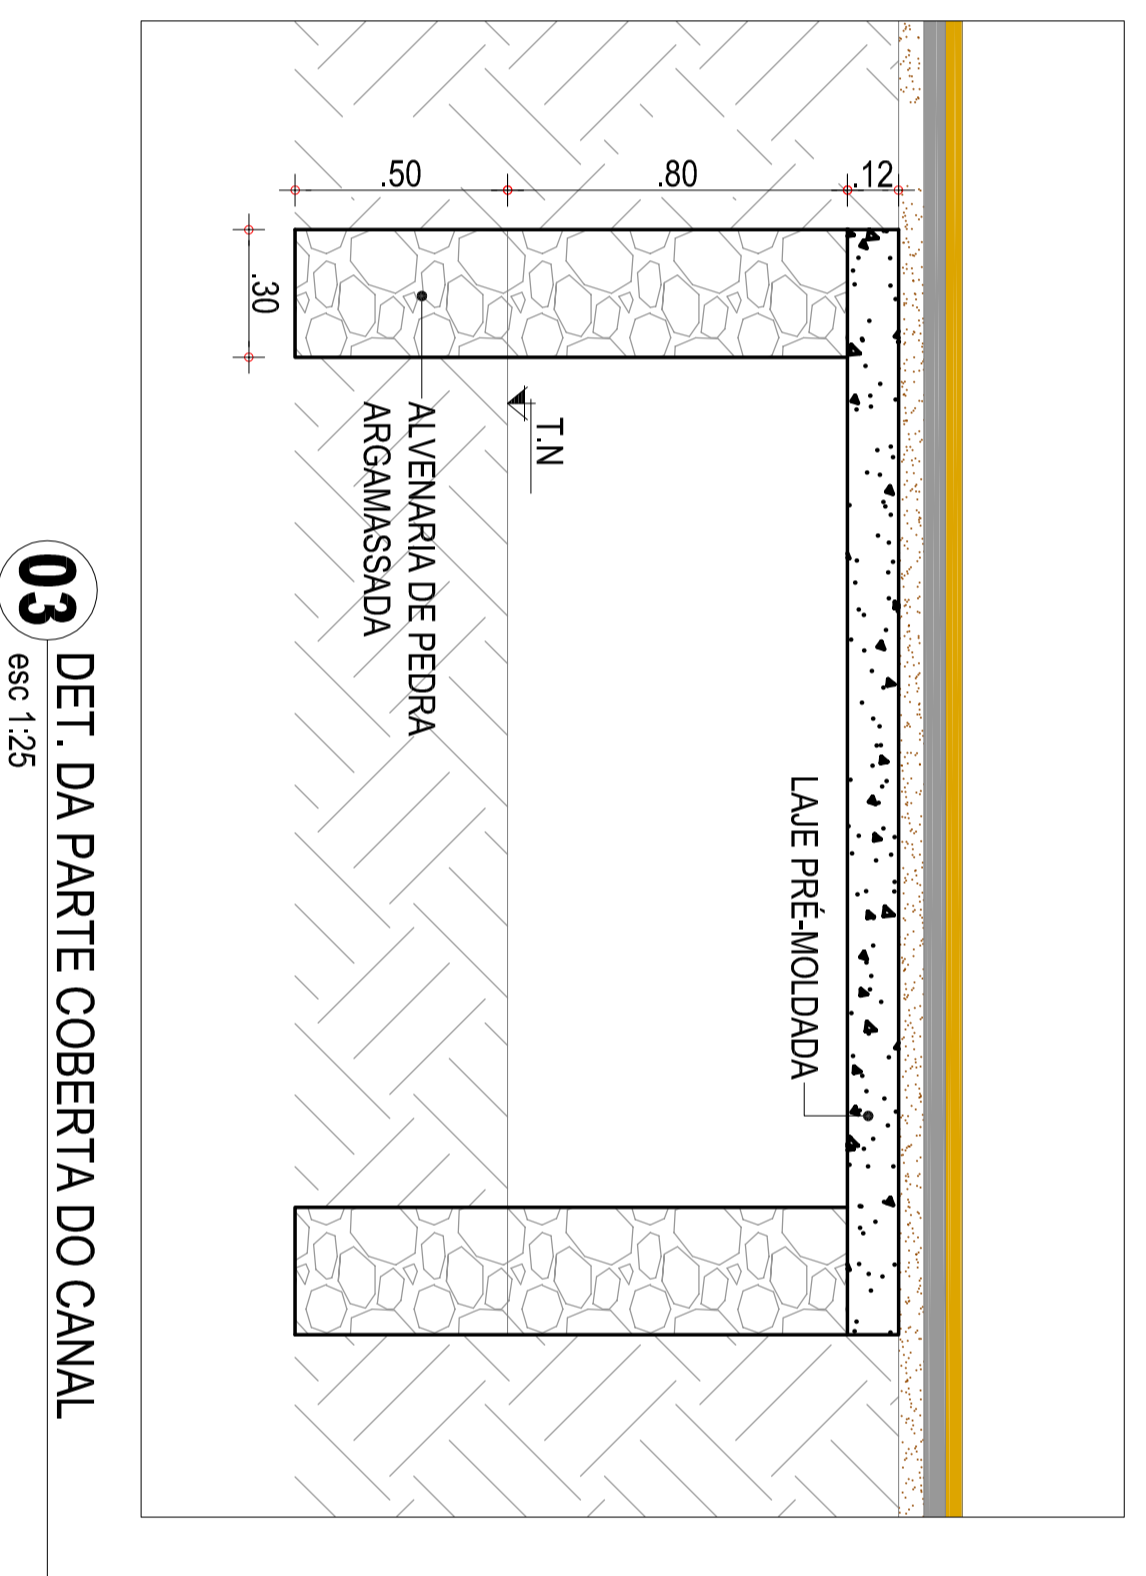 .12
.80
.50
.30
T.N
ALVENARIA DE PEDRA
ARGAMASSADA
LAJE PRÉ-MOLDADA
03
DET. DA PARTE COBERTA DO CANAL
esc 1:25